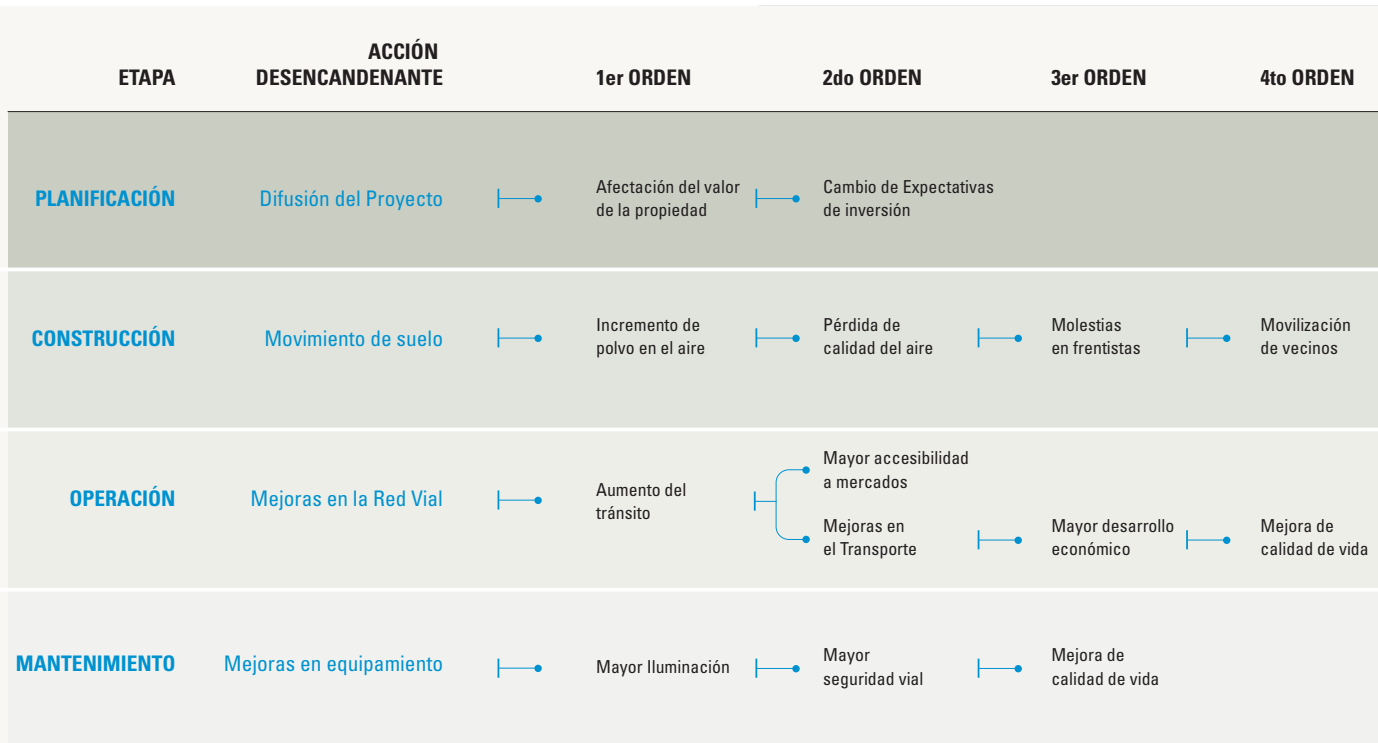 ETAPA
ACCIÓN
DESENCANDENANTE
1er ORDEN
2do ORDEN
3er ORDEN
4to ORDEN
PLANIFICACIÓN
Difusión del Proyecto
Afectación del valor
de la propiedad
Cambio de Expectativas
de inversión
CONSTRUCCIÓN
Movimiento de suelo
Incremento de
polvo en el aire
Pérdida de
calidad del aire
Molestias
en frentistas
Movilización
de vecinos
OPERACIÓN
Mejoras en la Red Vial
Aumento del
tránsito
Mayor accesibilidad
a mercados
Mejoras en
el Transporte
Mayor desarrollo
económico
Mejora de
calidad de vida
MANTENIMIENTO
Mejoras en equipamiento
Mayor Iluminación
Mayor
seguridad vial
Mejora de
calidad de vida